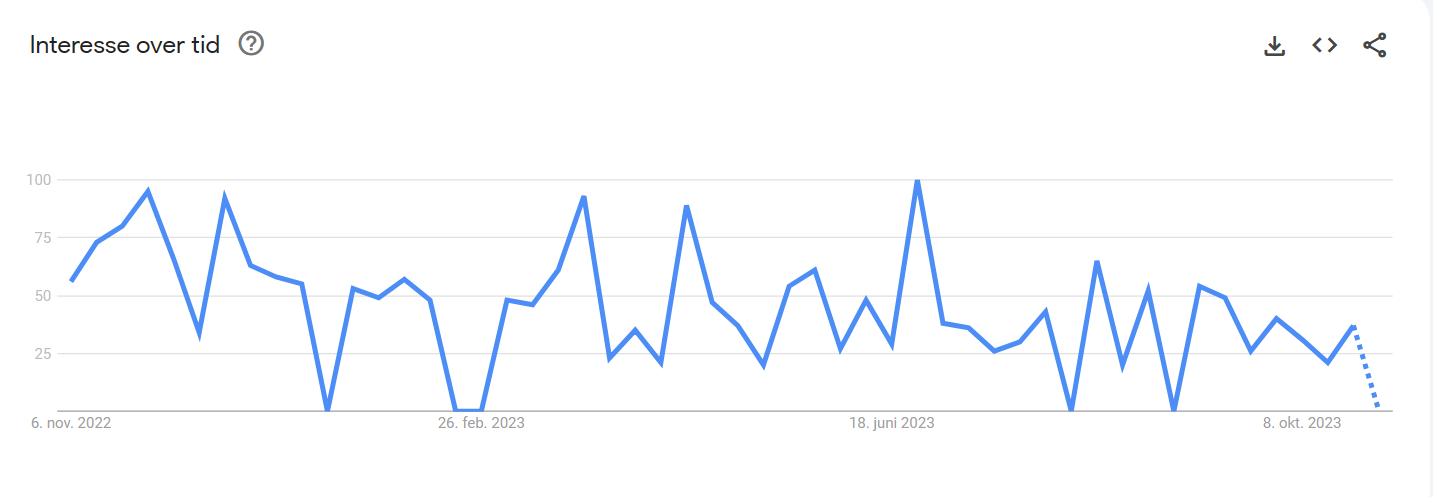 Interesse over tid
100
75
50
25
6. nov. 2022
26. feb. 2023
18. juni 2023
8. okt. 2023